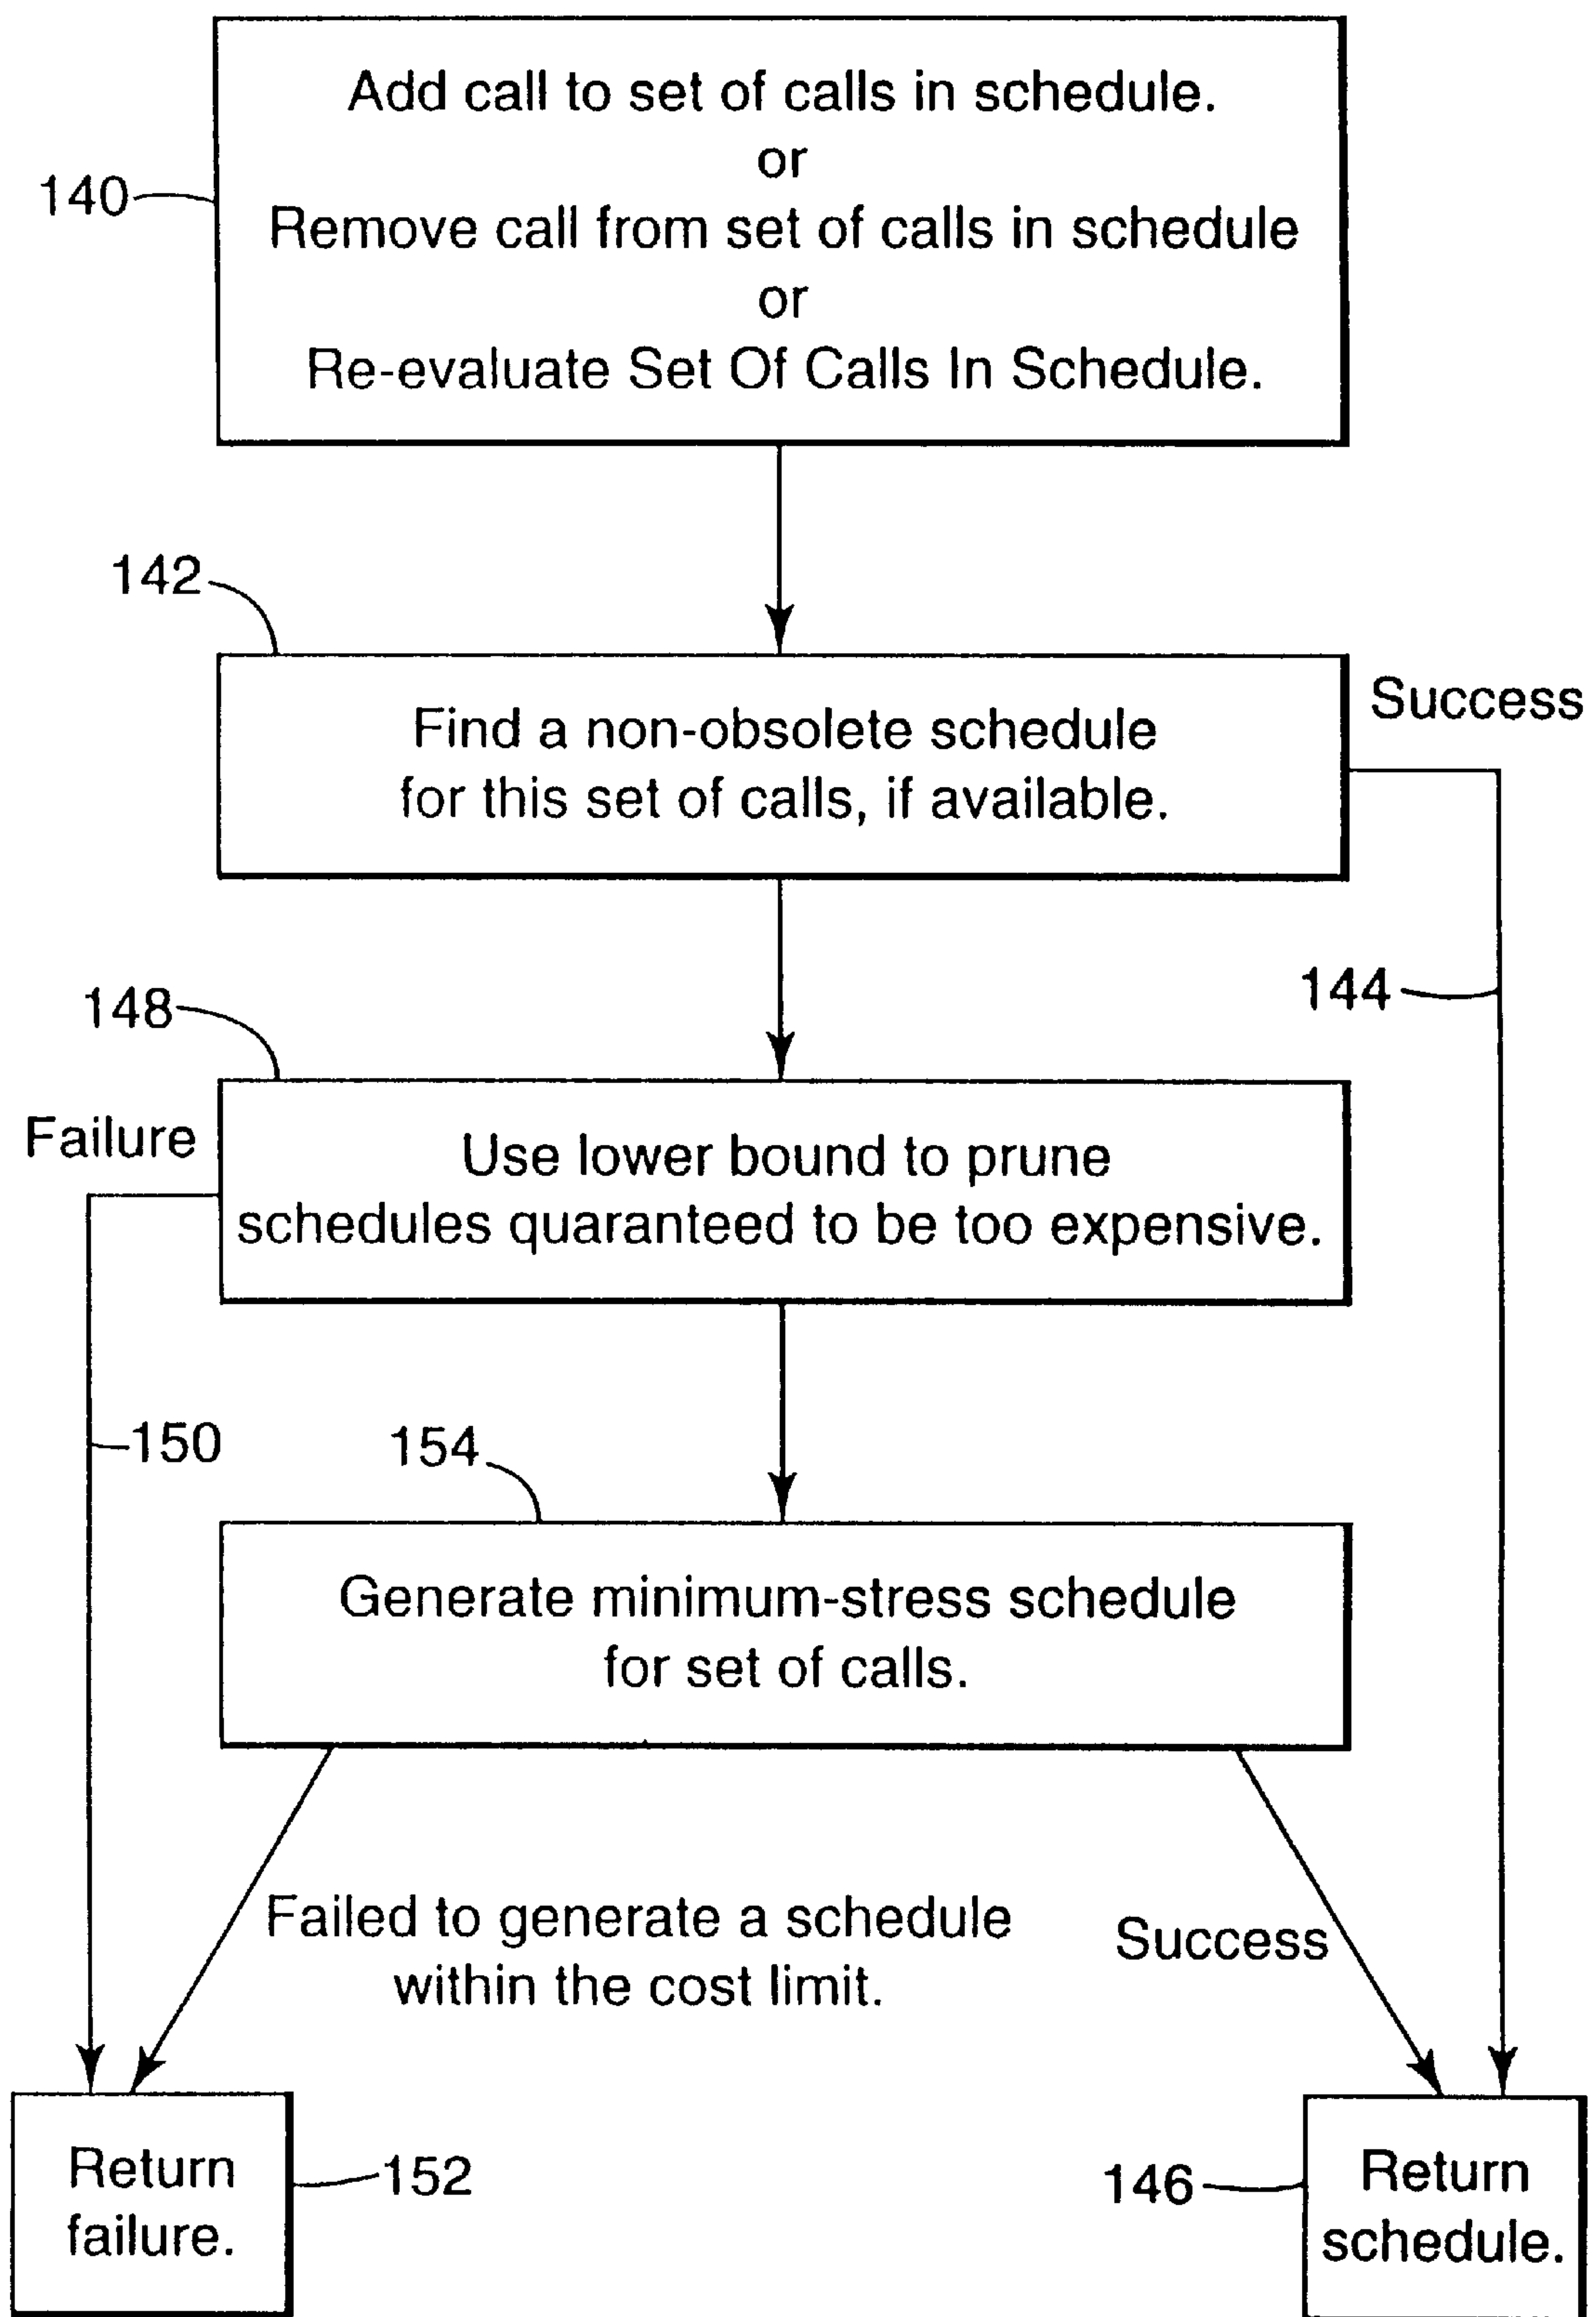 Add call to set of calls in schedule.
or
140
Remove call from set of calls in schedule
or
Re-evaluate Set Of Calls In Schedule.
142
Success
Find a non-obsolete schedule
for this set of calls, if available.
144
148
Failure
Use lower bound to prune
schedules quaranteed to be too expensive.
150
154
Generate minimum-stress schedule
for set of calls.
Failed to generate a schedule
within the cost limit.
Success
Return
failure.
152
146
Return
schedule.